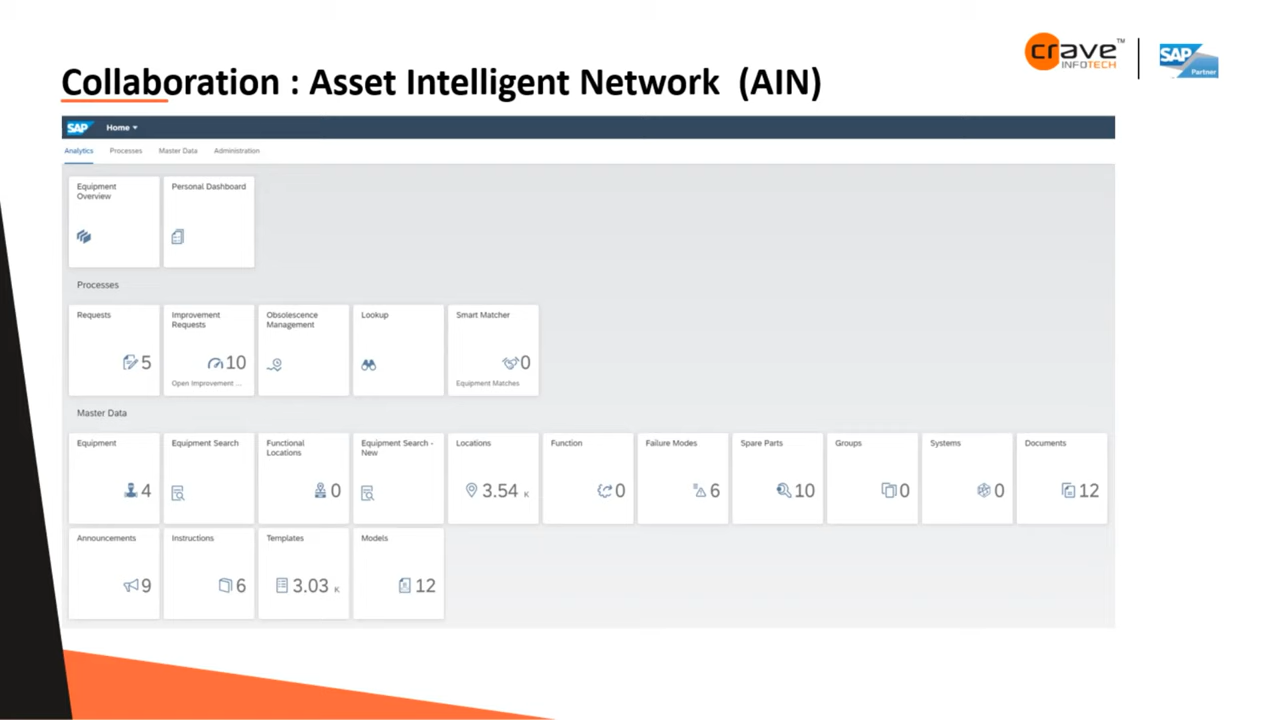 crave™
INFOTECH
SAP
Partner
Collaboration : Asset Intelligent Network (AIN)
SAP Home
Analytics Processes Master Data Administration
Equipment
Overview
Personal Dashboard
Processes
Requests
5
Improvement
Requests
10
Open Improvement ...
Obsolescence
Management
Lookup
Smart Matcher
0
Equipment Matches
Master Data
Equipment
4
Equipment Search
Functional
Locations
0
Equipment Search -
New
Locations
3.54 K
Function
0
Failure Modes
6
Spare Parts
10
Groups
0
Systems
0
Documents
12
Announcements
9
Instructions
6
Templates
3.03 K
Models
12